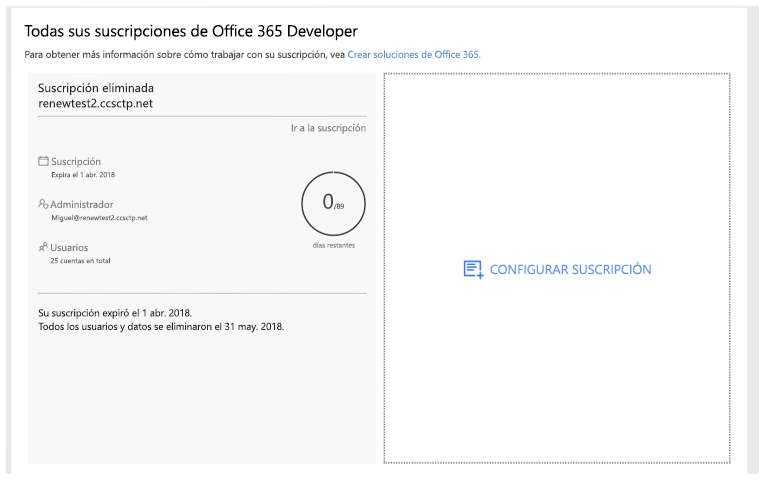 Todas sus suscripciones de Office 365 Developer
Para obtener más información sobre cómo trabajar con su suscripción, vea Crear soluciones de Office 365.
Suscripción eliminada
renewtest2.ccsctp.net
Ir a la suscripción
Suscripción
Expira el 1 abr. 2018
Administrador
Miguel@renewtest2.ccsctp.net
Usuarios
25 cuentas en total
0/89
días restantes
Su suscripción expiró el 1 abr. 2018.
Todos los usuarios y datos se eliminaron el 31 may. 2018.
CONFIGURAR SUSCRIPCIÓN